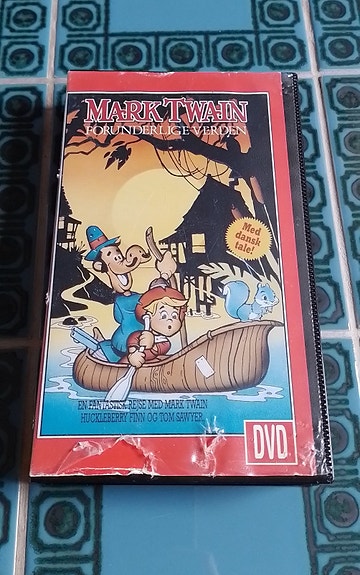 MARK TWAIN
FORUNDERLIGE VERDEN
Med
dansk
tale!
EN FANTASTISK REJSE MED MARK TWAIN
HUCKLEBERRY FINN OG TOM SAWYER
DVD